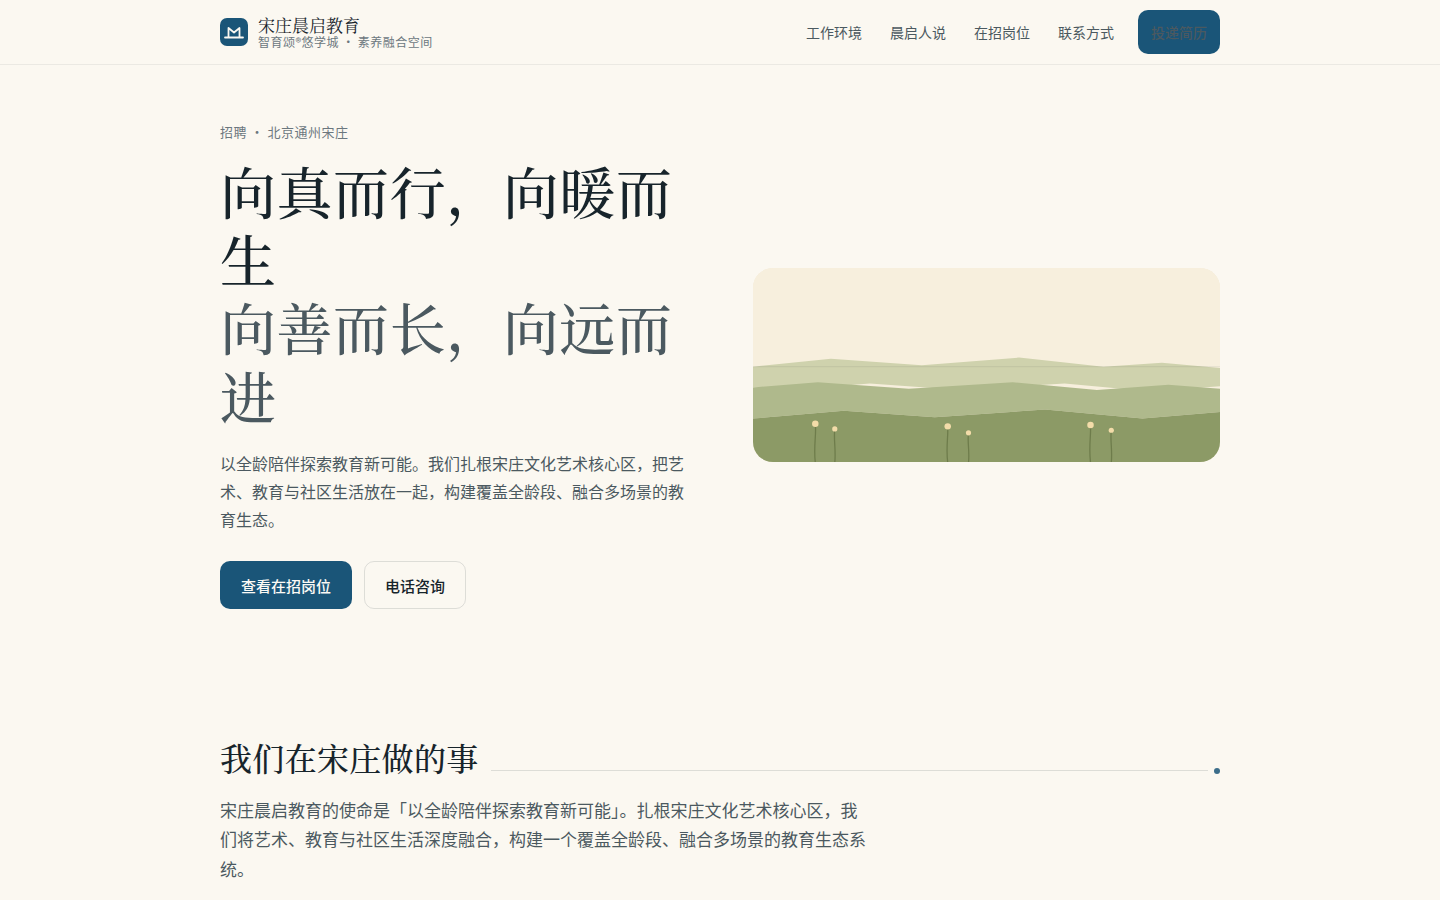 宋庄晨启教育
智育颂®悠学城 · 素养融合空间
工作环境
晨启人说
在招岗位
联系方式
投递简历
招聘 · 北京通州宋庄
向真而行，向暖而
生
向善而长，向远而
进
以全龄陪伴探索教育新可能。我们扎根宋庄文化艺术核心区，把艺
术、教育与社区生活放在一起，构建覆盖全龄段、融合多场景的教
育生态。
查看在招岗位
电话咨询
我们在宋庄做的事
宋庄晨启教育的使命是「以全龄陪伴探索教育新可能」。扎根宋庄文化艺术核心区，我
们将艺术、教育与社区生活深度融合，构建一个覆盖全龄段、融合多场景的教育生态系
统。